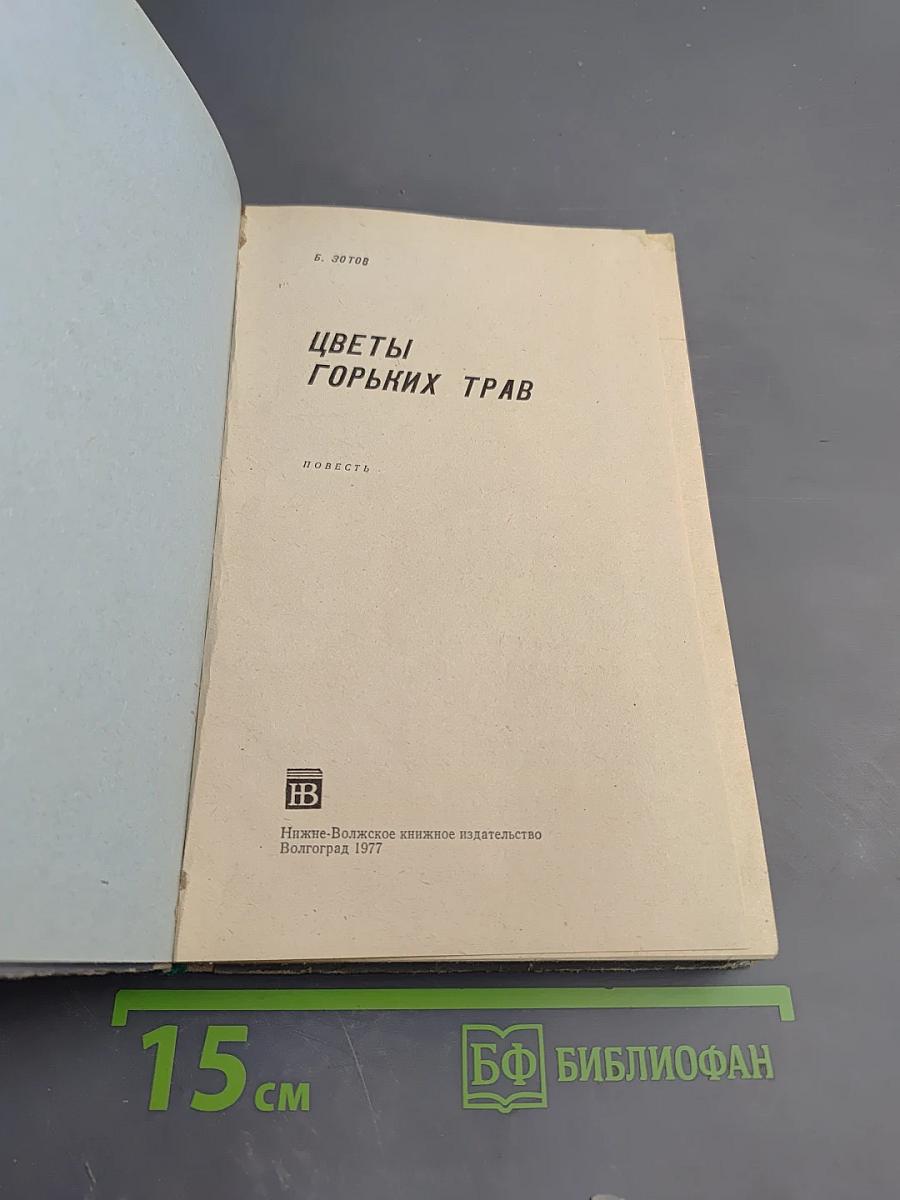 Б. ЗОТОВ
ЦВЕТЫ
ГОРЬКИХ ТРАВ
ПОВЕСТЬ
НВ
Нижне-Волжское книжное издательство
Волгоград 1977
15 см
БФ БИБЛИОФАН